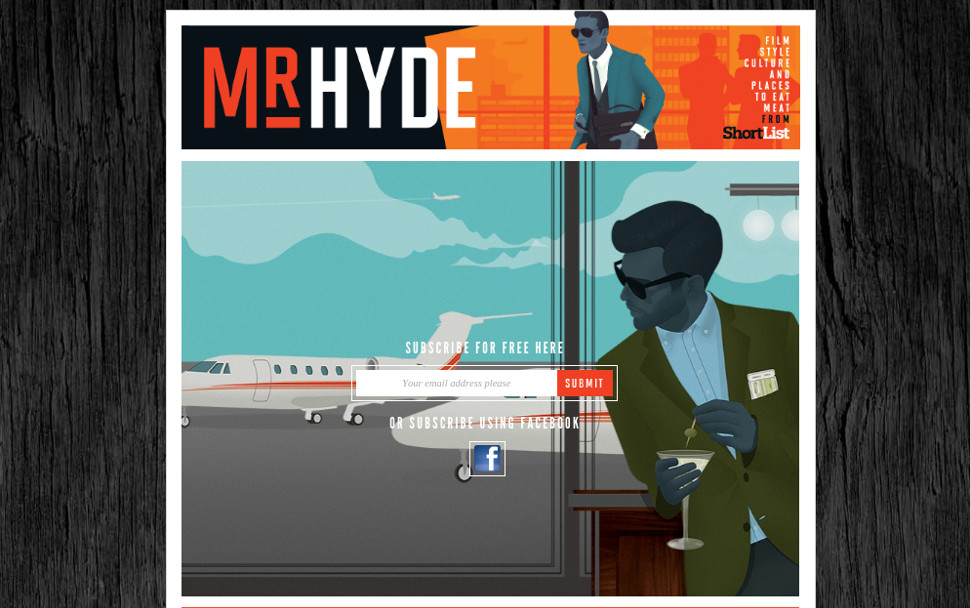 MR HYDE
FILM
STYLE
CULTURE
AND
PLACES
TO EAT
MEAT
FROM
ShortList
SUBSCRIBE FOR FREE HERE
Your email address please
SUBMIT
OR SUBSCRIBE USING FACEBOOK
f